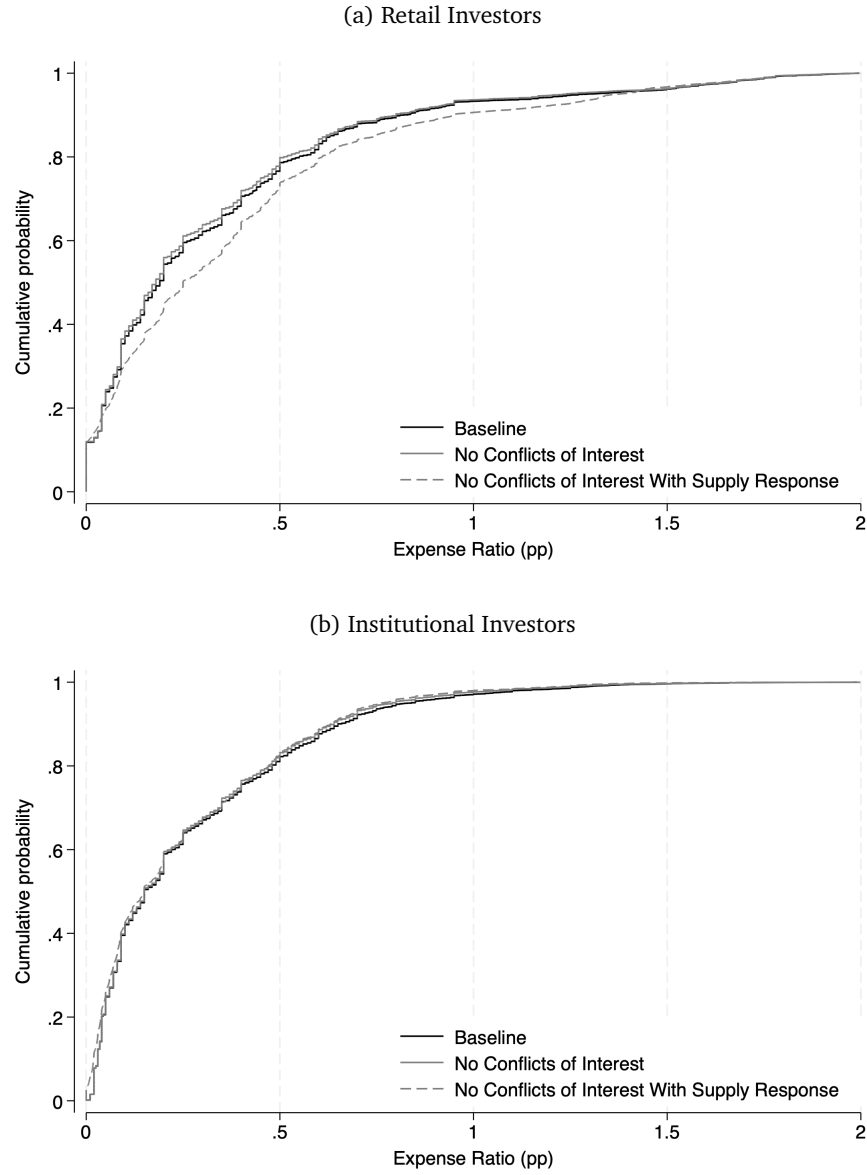 (a) Retail Investors
1
.8
.6
.4
.2
0
Cumulative probability
Baseline
No Conflicts of Interest
No Conflicts of Interest With Supply Response
0 .5 1 1.5 2
Expense Ratio (pp)
(b) Institutional Investors
1
.8
.6
.4
.2
0
Cumulative probability
Baseline
No Conflicts of Interest
No Conflicts of Interest With Supply Response
0 .5 1 1.5 2
Expense Ratio (pp)